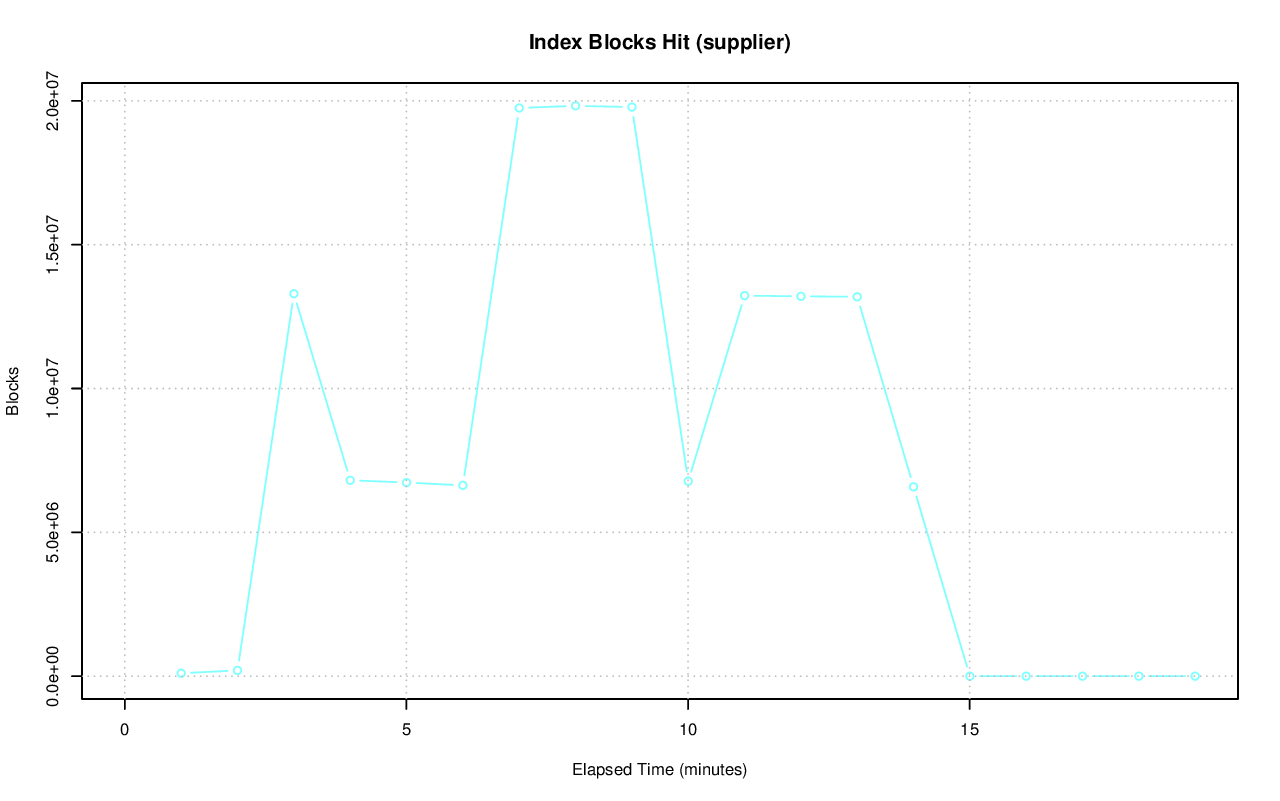 Index Blocks Hit (supplier)
2.0e+07
1.5e+07
1.0e+07
5.0e+06
0.0e+00
Blocks
0 5 10 15
Elapsed Time (minutes)